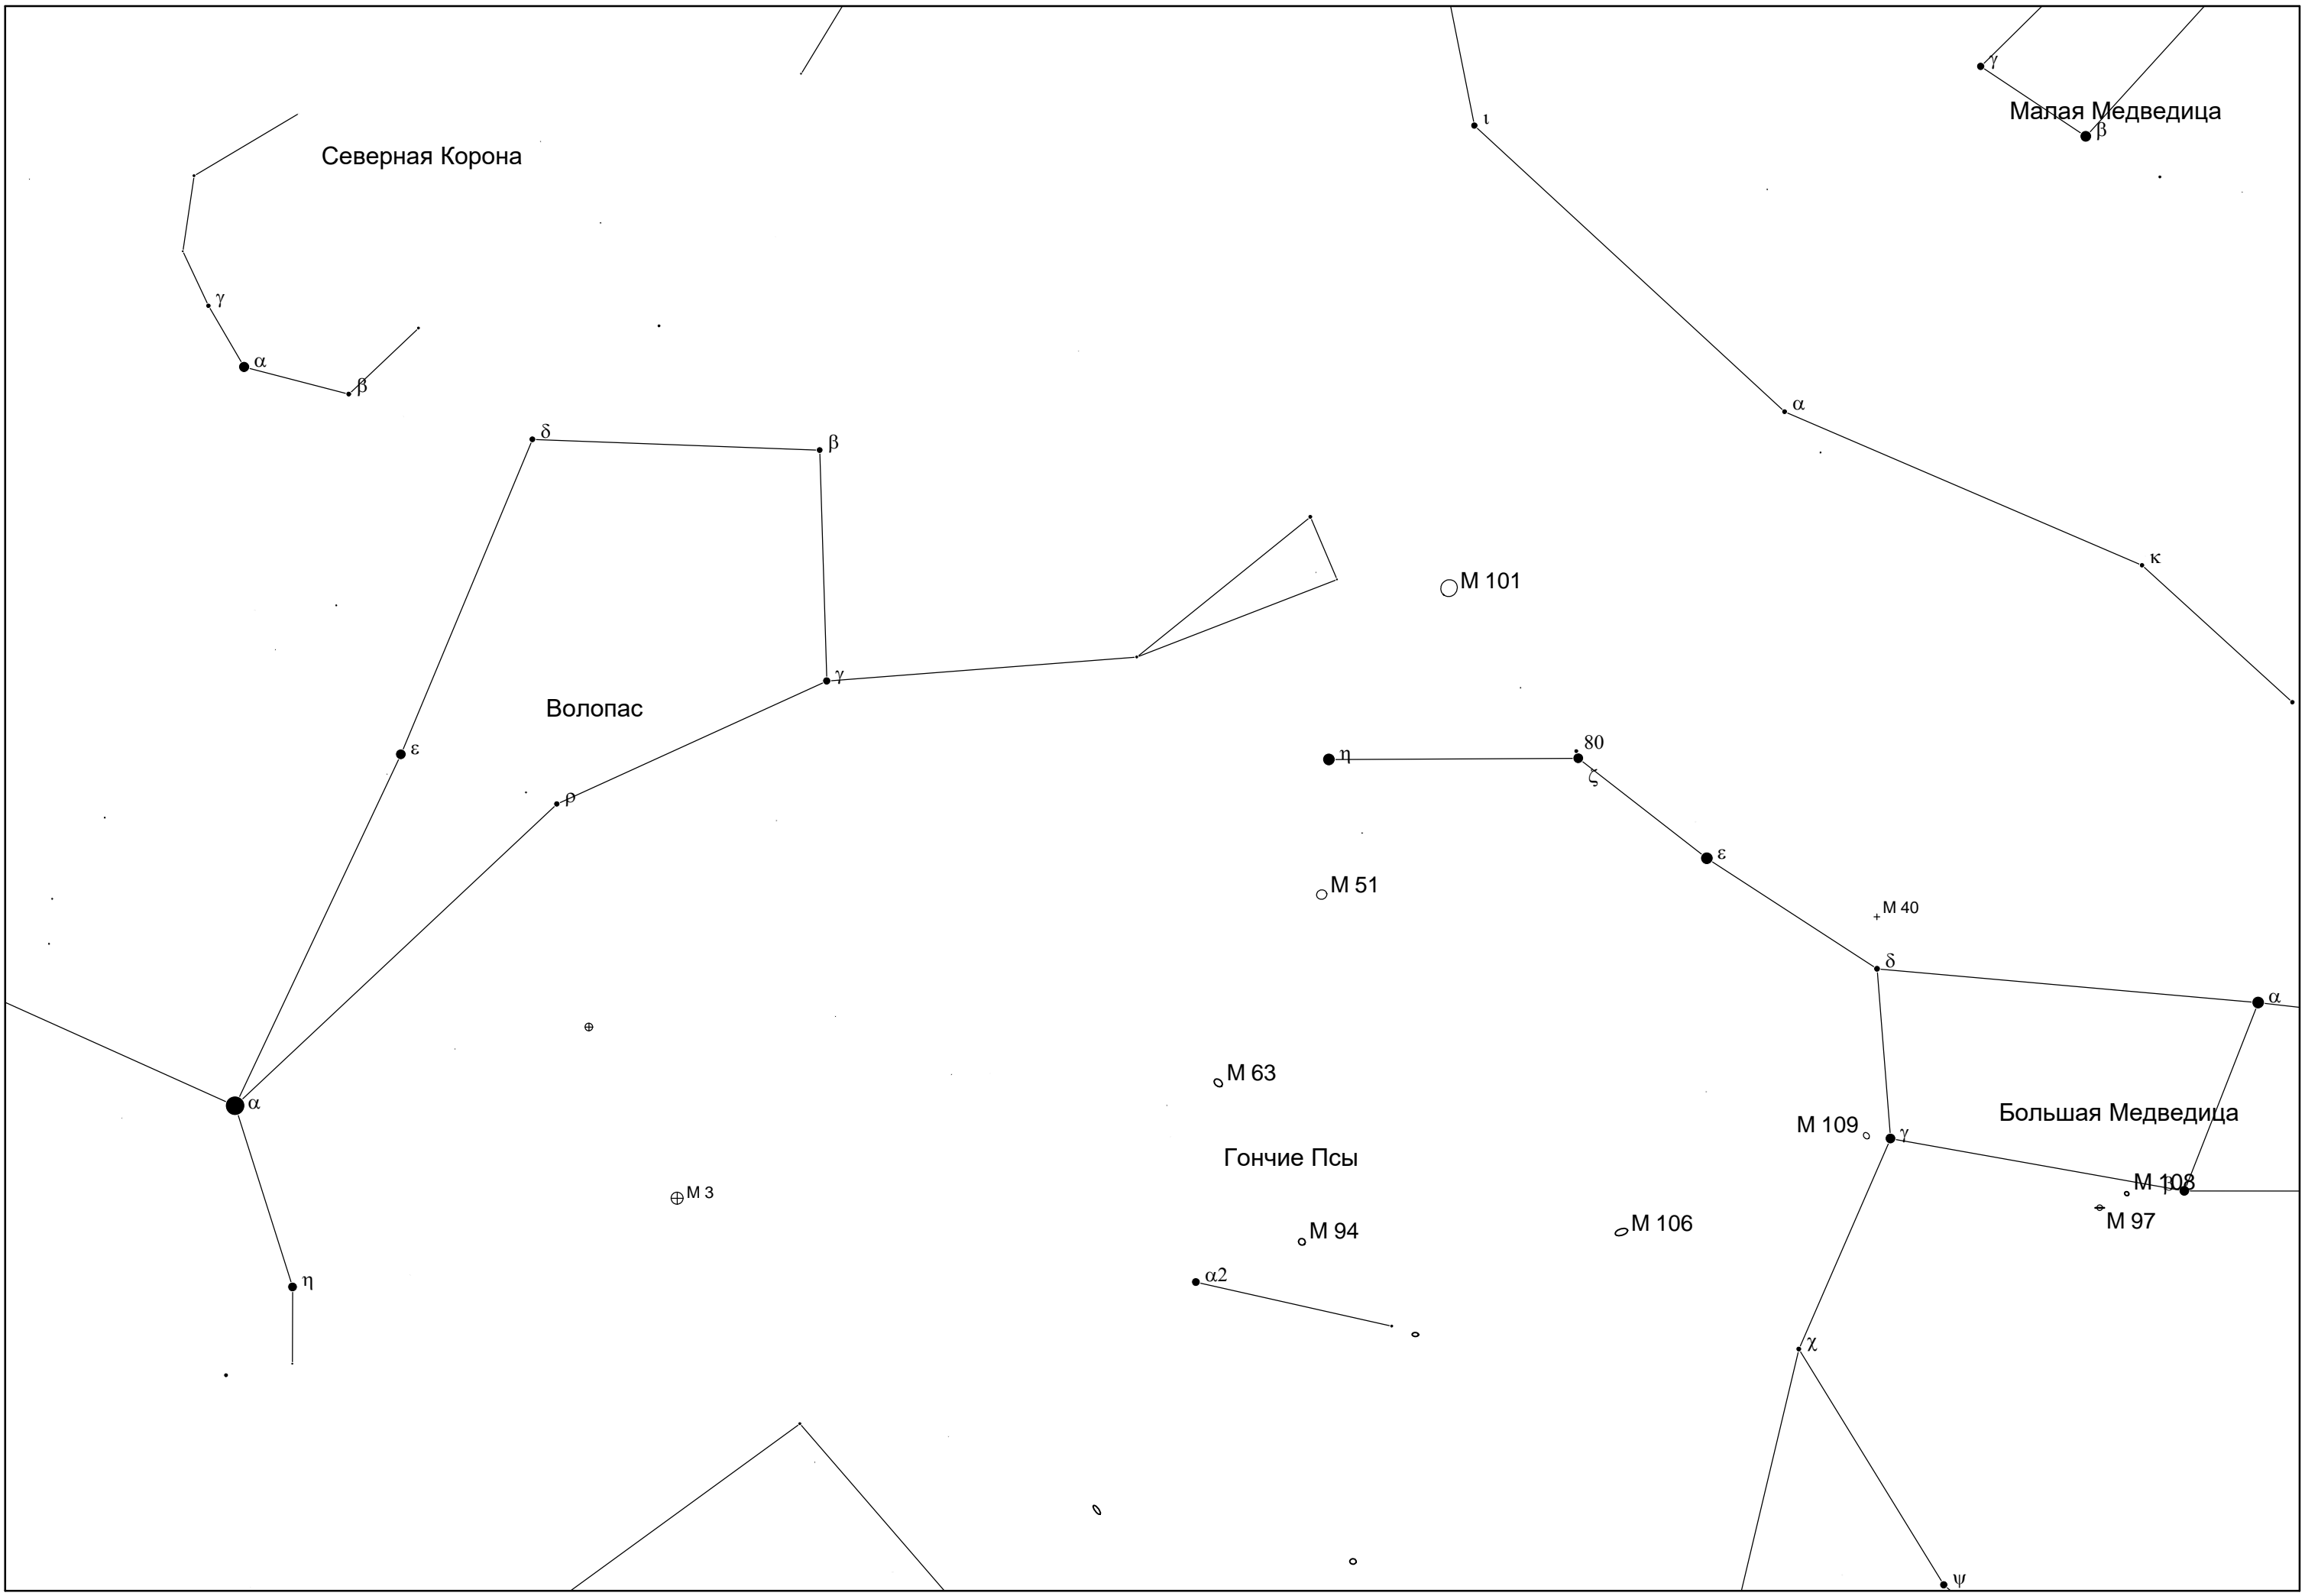 γ
Малая Медведица
β
ι
Северная Корона
γ
α
β
α
δ
β
κ
M 101
γ
Волопас
ε
η
80
ζ
ρ
ε
M 51
M 40
δ
α
M 63
α
Большая Медведица
M 109
γ
Гончие Псы
M 3
M 108
β
M 97
M 94
M 106
α2
η
χ
ψ